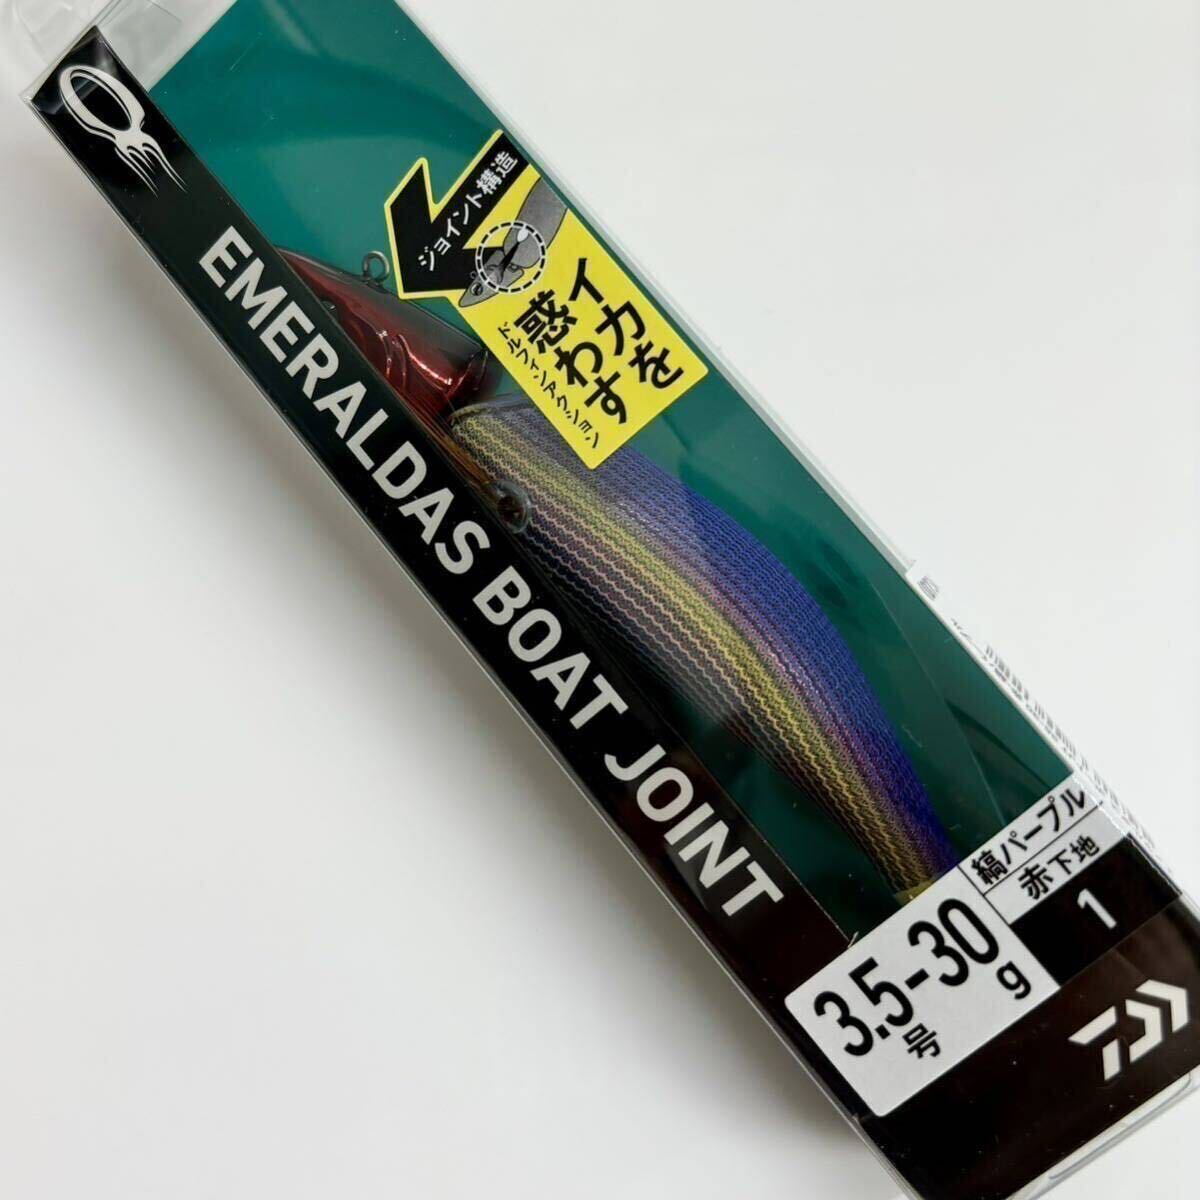 EMERALDAS BOAT JOINT
ジョイント構造
イカを
惑わす
ドルフィンアクション
縞パープル
赤下地
1
3.5-30
号
g